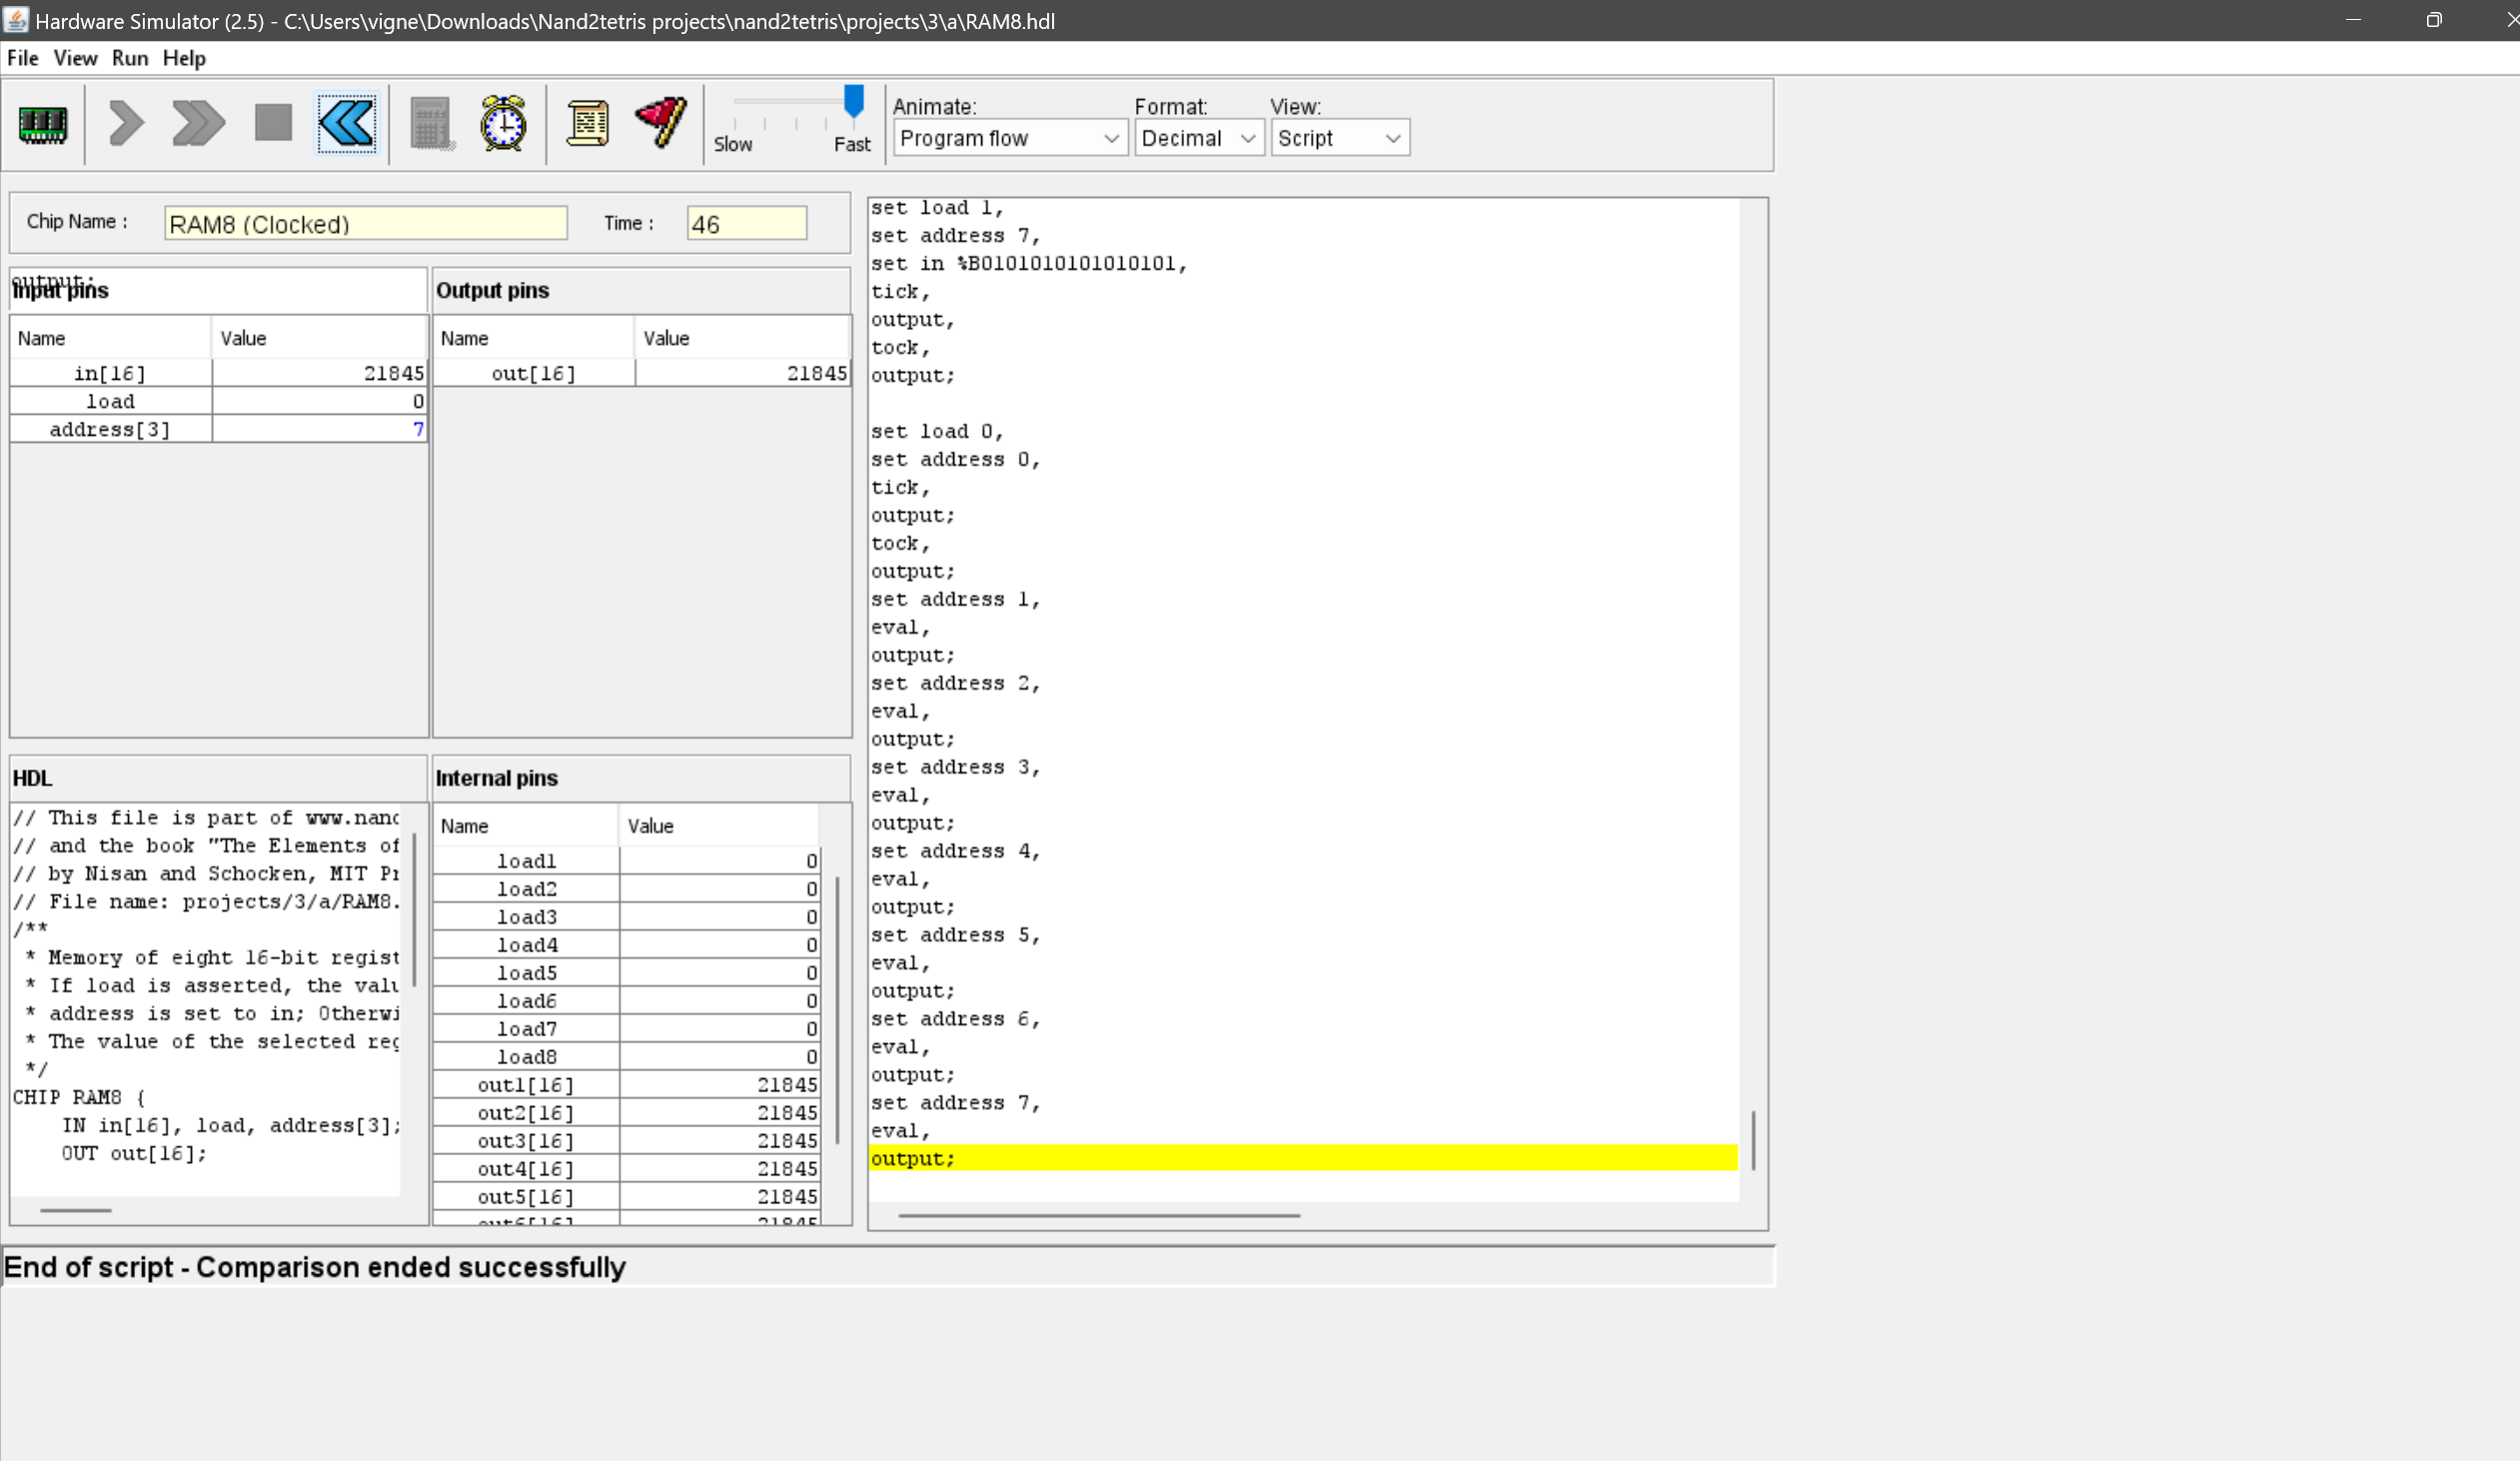 Hardware Simulator (2.5) - C:\Users\vigne\Downloads\Nand2tetris projects\nand2tetris\projects\3\a\RAM8.hdl
File View Run Help
Animate: Format: View:
Slow Fast Program flow Decimal Script
Chip Name : RAM8 (Clocked) Time : 46
output;
Input pins
Name Value
in[16] 21845
load 0
address[3] 7
Output pins
Name Value
out[16] 21845
HDL
// This file is part of www.nand
// and the book "The Elements of
// by Nisan and Schocken, MIT Pr
// File name: projects/3/a/RAM8.
/**
* Memory of eight 16-bit regist
* If load is asserted, the valu
* address is set to in; Otherwi
* The value of the selected reg
*/
CHIP RAM8 {
IN in[16], load, address[3];
OUT out[16];
Internal pins
Name Value
load1 0
load2 0
load3 0
load4 0
load5 0
load6 0
load7 0
load8 0
out1[16] 21845
out2[16] 21845
out3[16] 21845
out4[16] 21845
out5[16] 21845
out6[16] 21845
set load 1,
set address 7,
set in %B0101010101010101,
tick,
output,
tock,
output;
set load 0,
set address 0,
tick,
output;
tock,
output;
set address 1,
eval,
output;
set address 2,
eval,
output;
set address 3,
eval,
output;
set address 4,
eval,
output;
set address 5,
eval,
output;
set address 6,
eval,
output;
set address 7,
eval,
output;
End of script - Comparison ended successfully